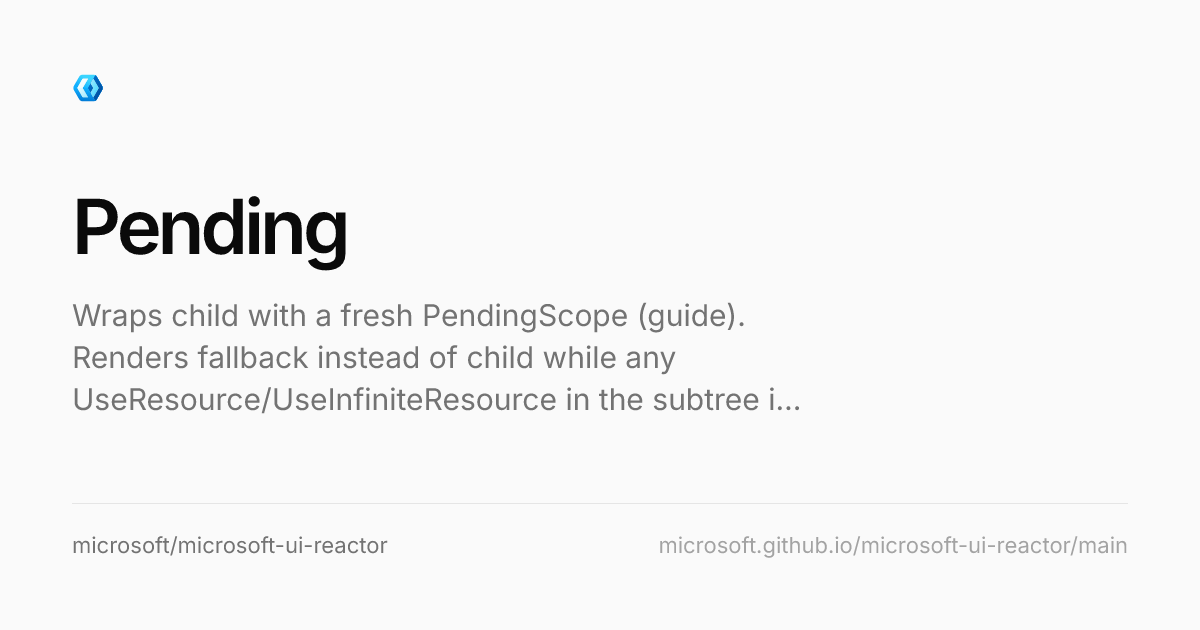 Pending
Wraps child with a fresh PendingScope (guide).
Renders fallback instead of child while any
UseResource/UseInfiniteResource in the subtree i...
microsoft/microsoft-ui-reactor
microsoft.github.io/microsoft-ui-reactor/main